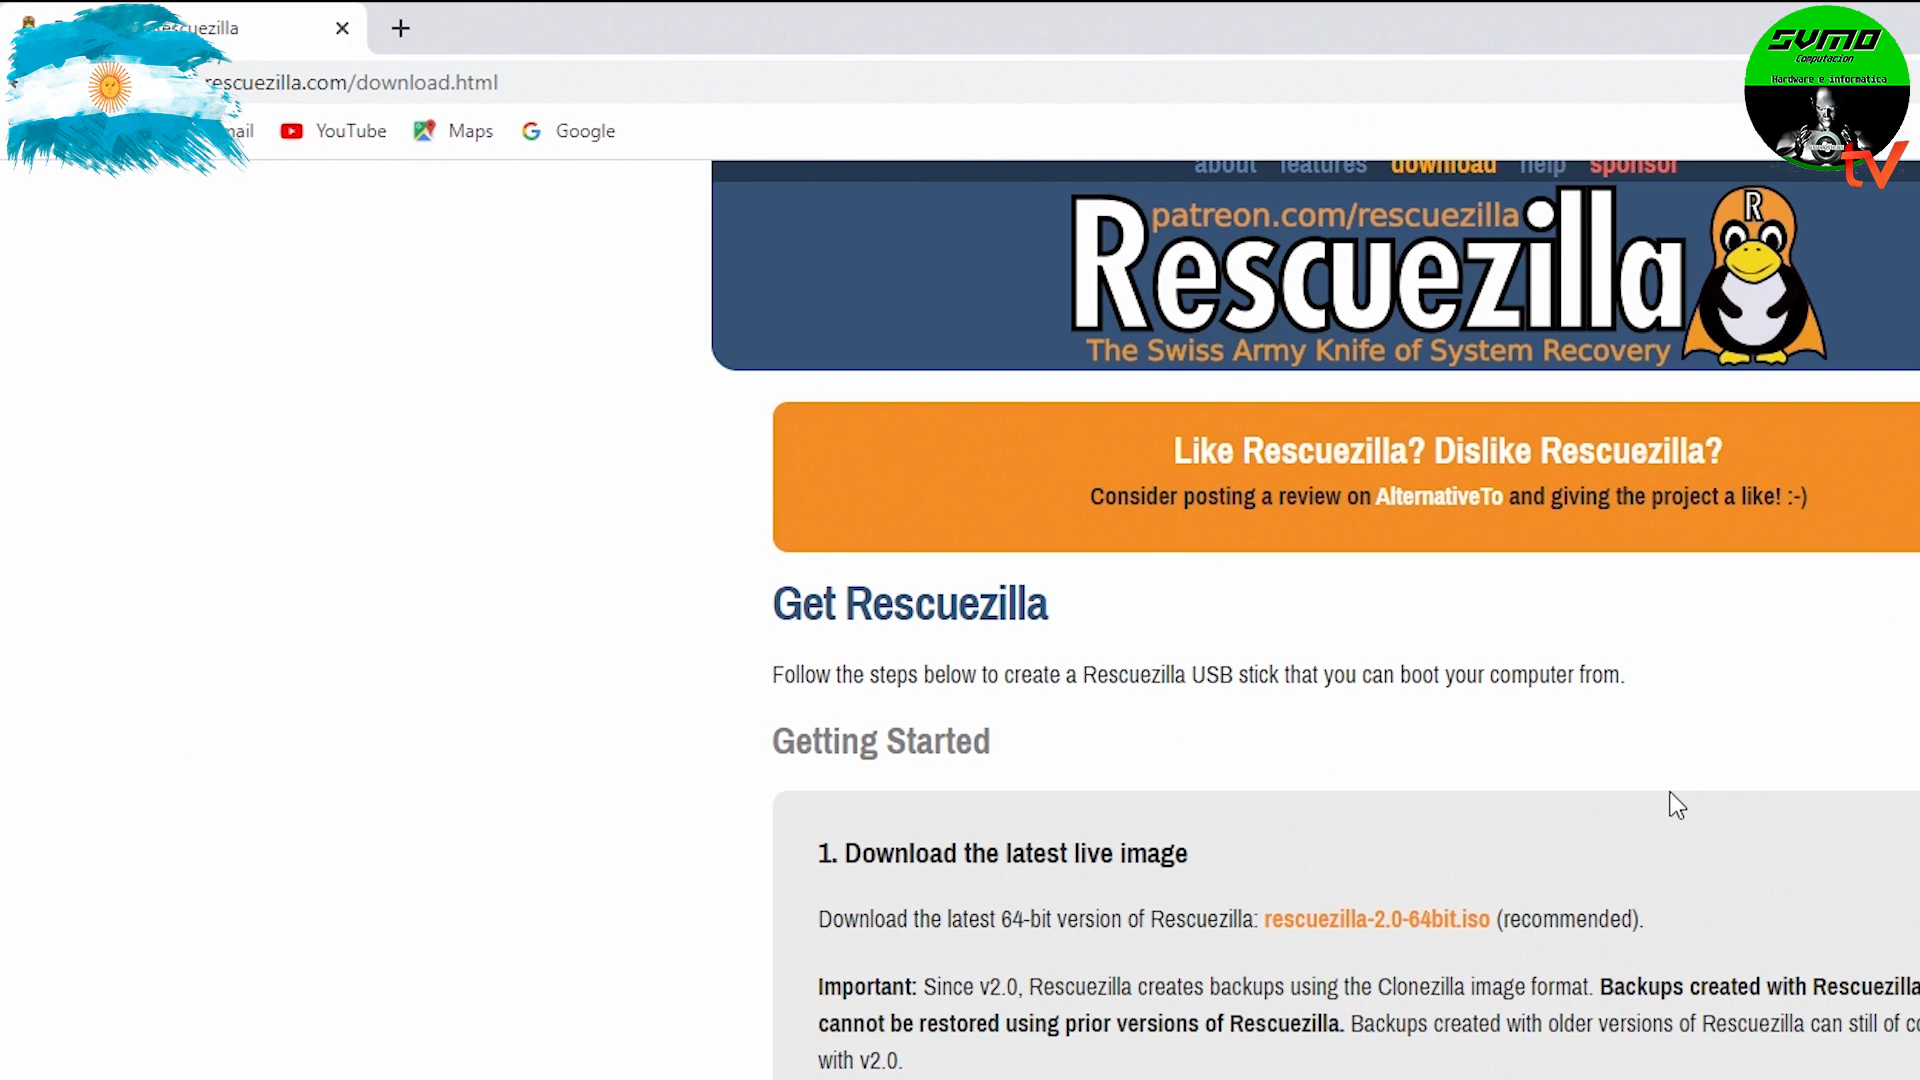 Rescuezilla
rescuezilla.com/download.html
YouTube
Maps
Google
SVMO
Computacion
Hardware e informatica
TV
about features download help sponsor
R
patreon.com/rescuezilla
Rescuezilla
The Swiss Army Knife of System Recovery
Like Rescuezilla? Dislike Rescuezilla?
Consider posting a review on AlternativeTo and giving the project a like! :-)
Get Rescuezilla
Follow the steps below to create a Rescuezilla USB stick that you can boot your computer from.
Getting Started
1. Download the latest live image
Download the latest 64-bit version of Rescuezilla: rescuezilla-2.0-64bit.iso (recommended).
Important: Since v2.0, Rescuezilla creates backups using the Clonezilla image format. Backups created with Rescuezilla
cannot be restored using prior versions of Rescuezilla. Backups created with older versions of Rescuezilla can still of
with v2.0.